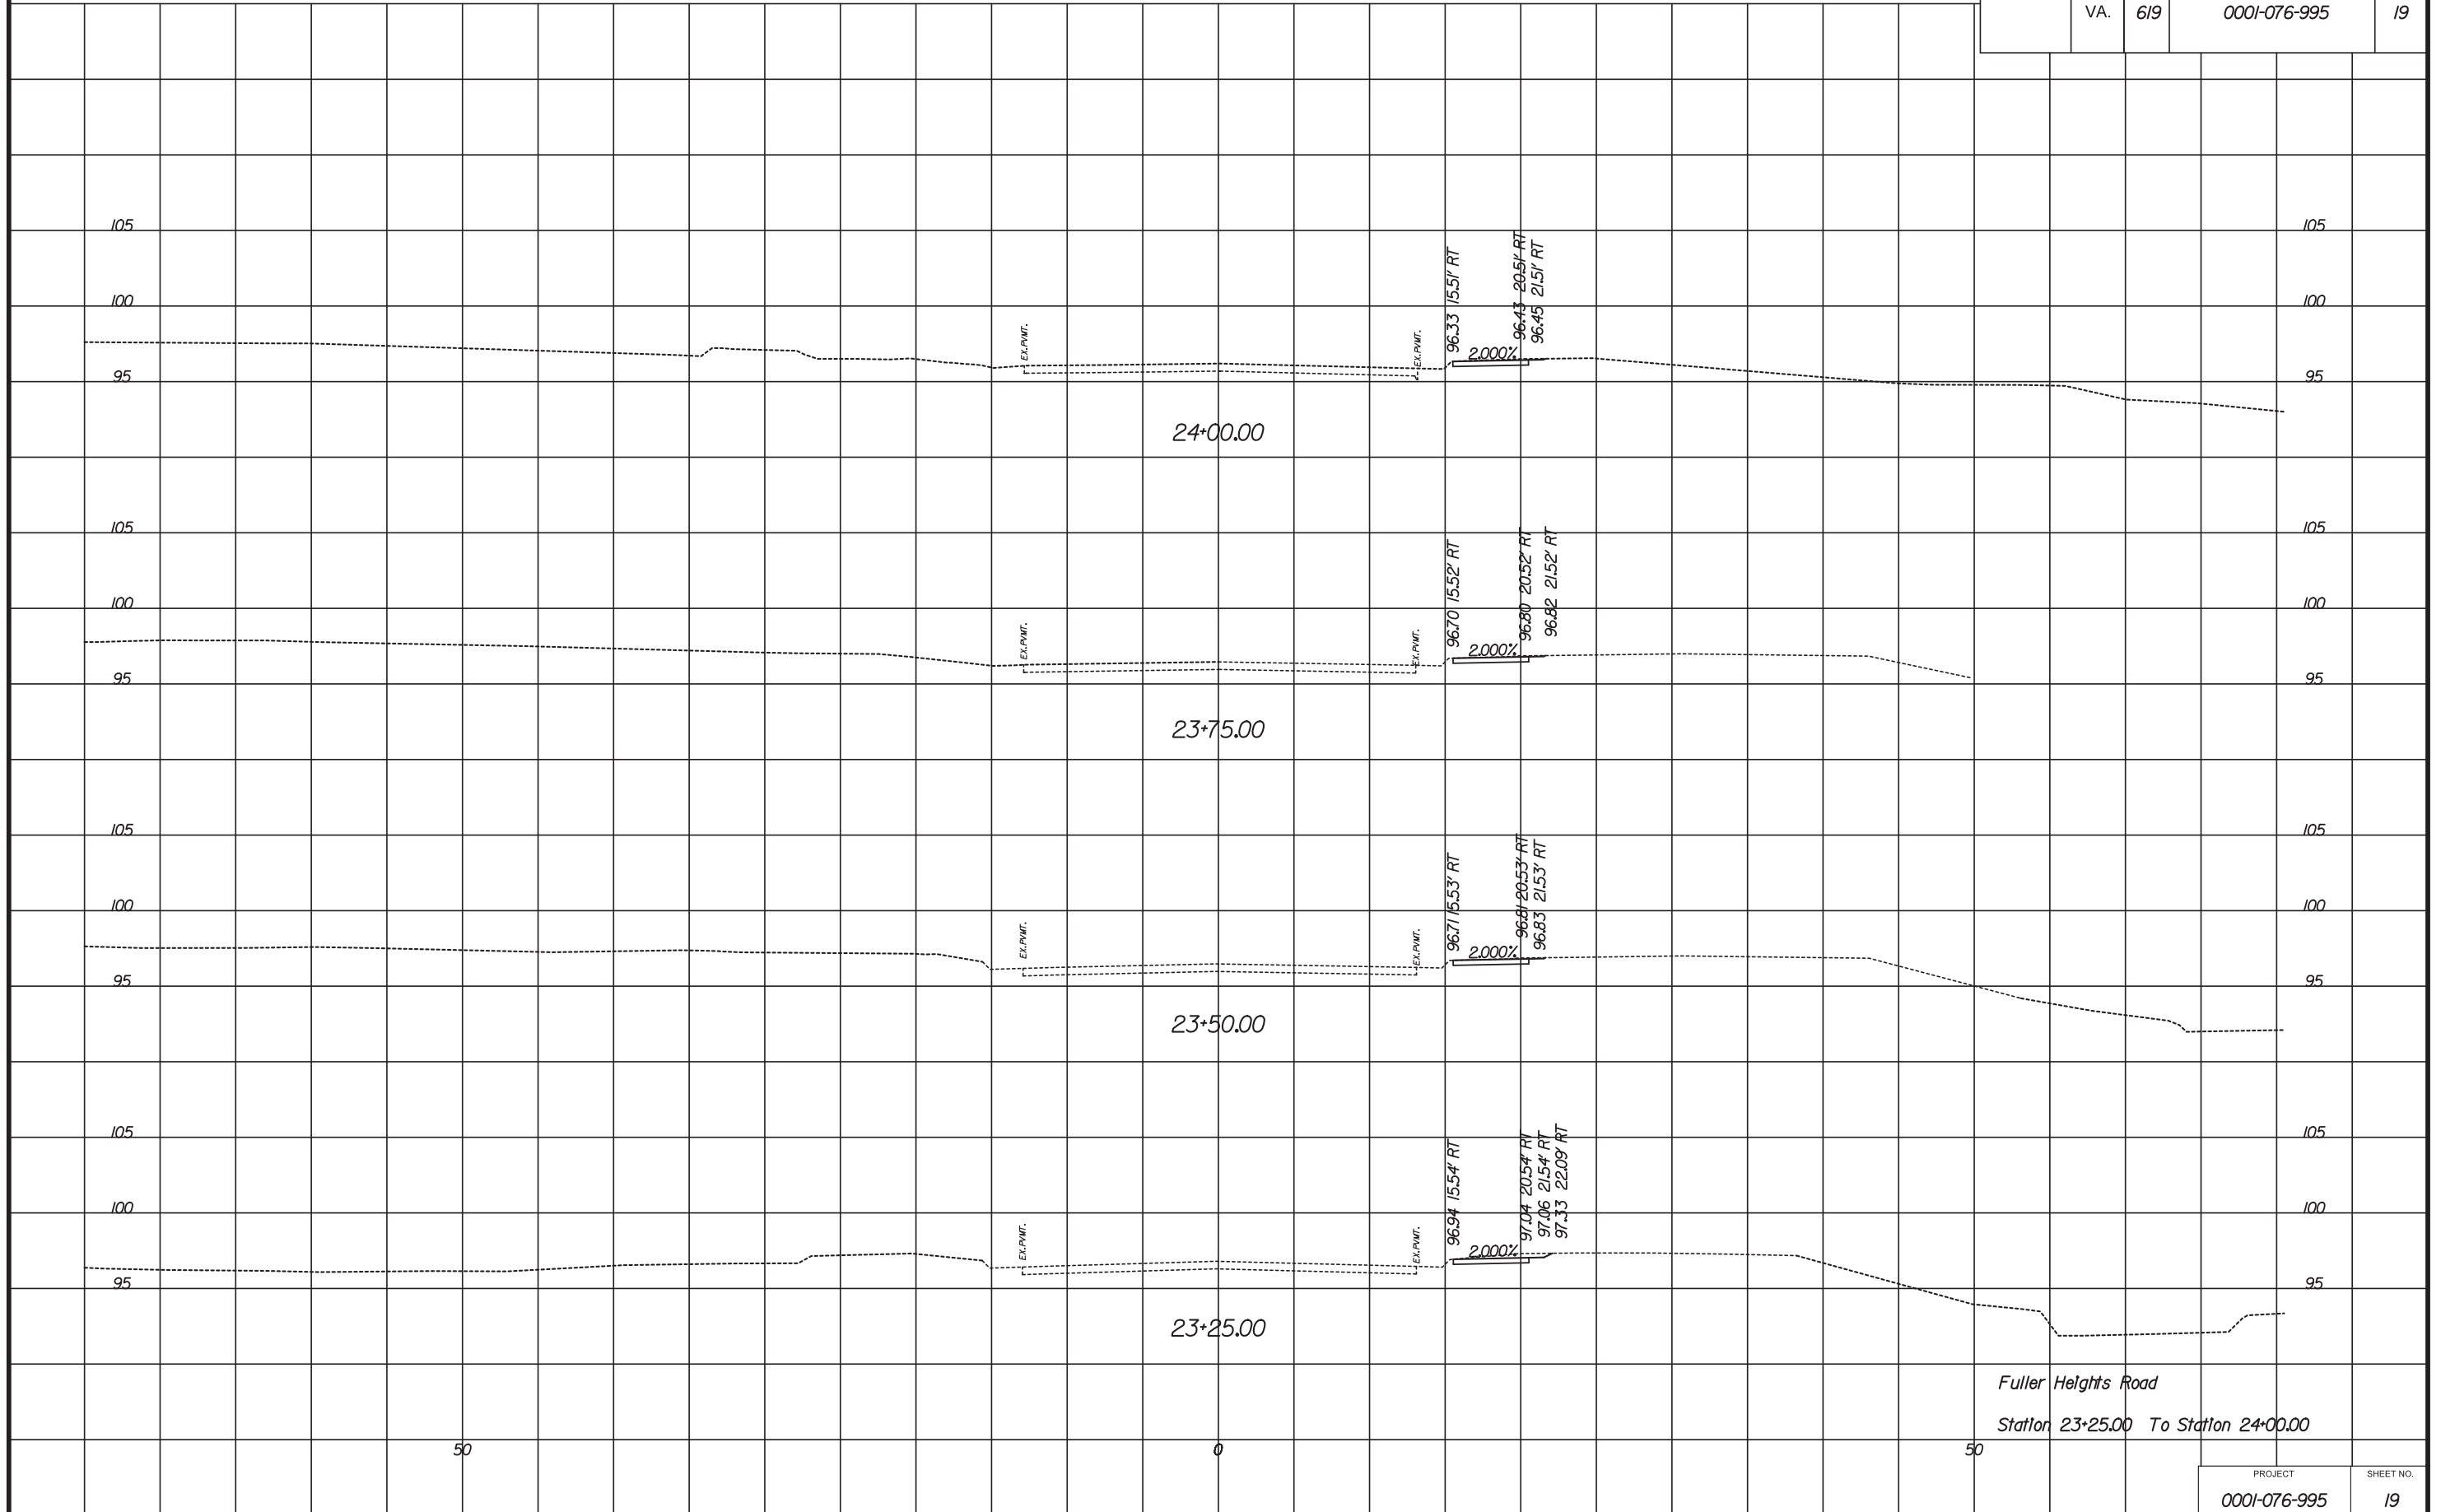 VA. 619 0001-076-995 19
105 105
96.33 15.51' RT
96.43 20.51' RT
96.45 21.51' RT
100 100
EX.PVMT. EX.PVMT.
2.000%
95 95
24+00.00
105 105
96.70 15.52' RT
96.80 20.52' RT
96.82 21.52' RT
100 100
EX.PVMT. EX.PVMT.
2.000%
95 95
23+75.00
105 105
96.71 15.53' RT
96.81 20.53' RT
96.83 21.53' RT
100 100
EX.PVMT. EX.PVMT.
2.000%
95 95
23+50.00
105 105
96.94 15.54' RT
97.04 20.54' RT
97.06 21.54' RT
97.33 22.09' RT
100 100
EX.PVMT. EX.PVMT.
2.000%
95 95
23+25.00
Fuller Heights Road
Station 23+25.00 To Station 24+00.00
50 0 50
PROJECT SHEET NO.
0001-076-995 19